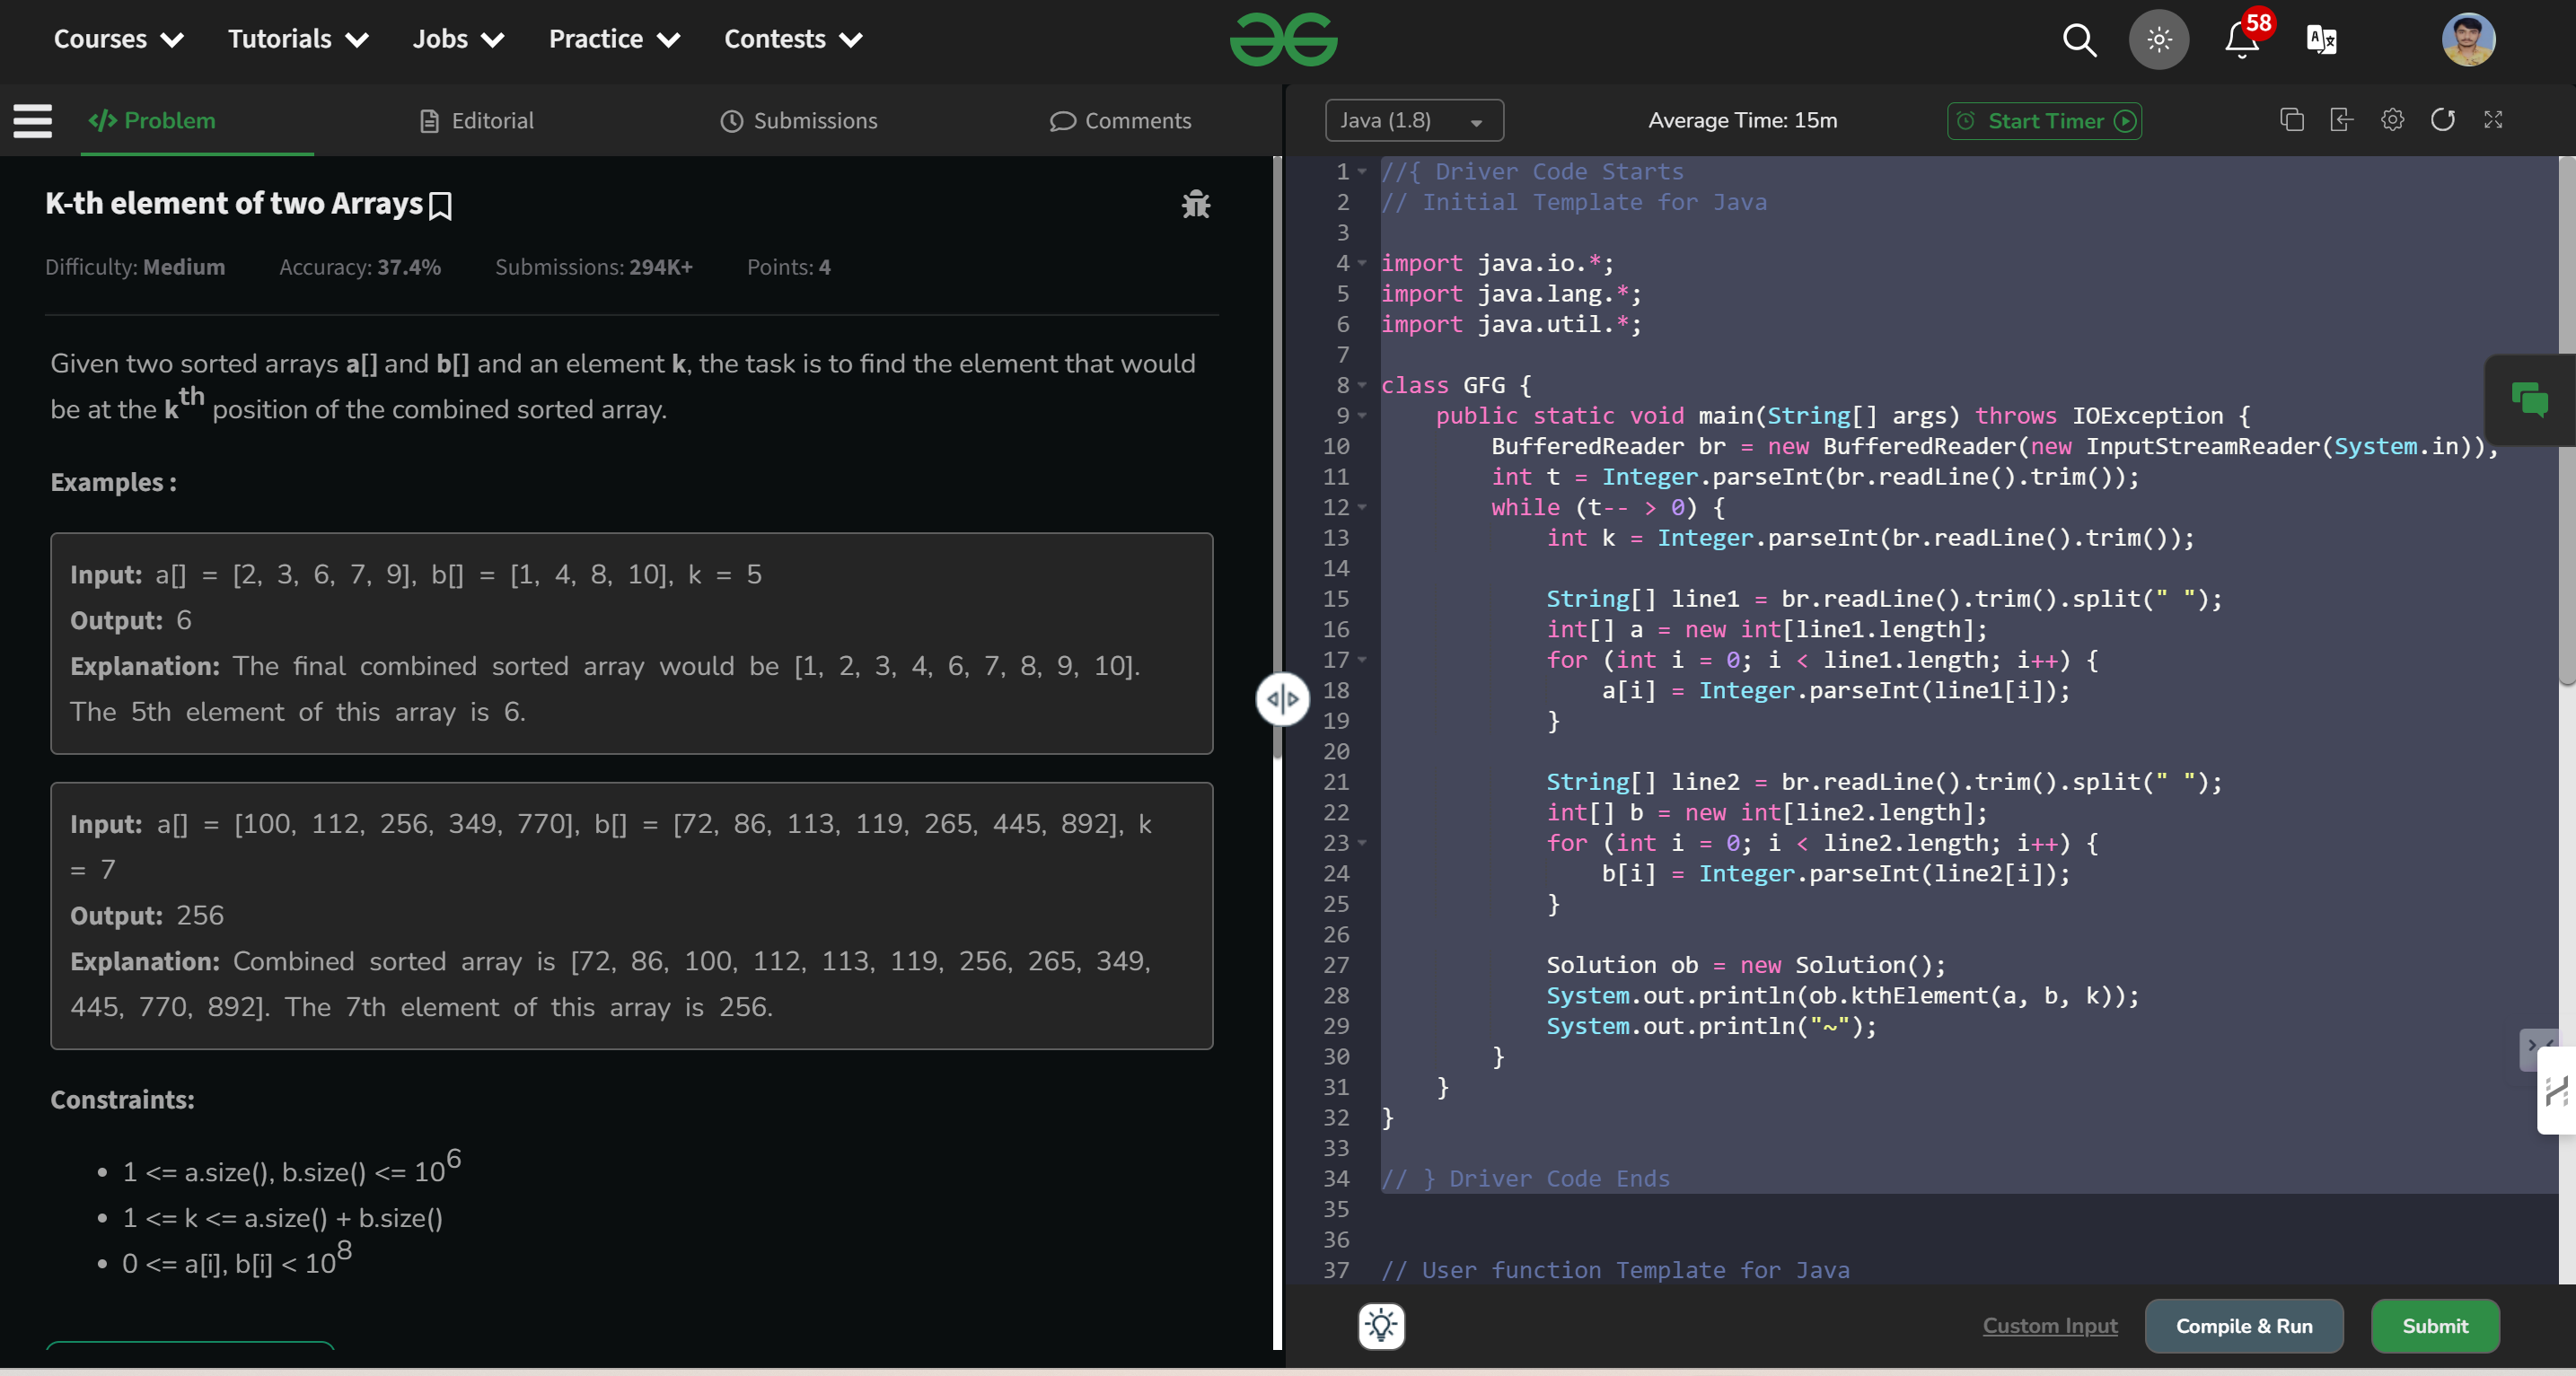 Courses Tutorials Jobs Practice Contests 58
Problem Editorial Submissions Comments
Java (1.8) Average Time: 15m Start Timer
K-th element of two Arrays
Difficulty: Medium Accuracy: 37.4% Submissions: 294K+ Points: 4
Given two sorted arrays a[] and b[] and an element k, the task is to find the element that would
be at the kth position of the combined sorted array.
Examples :
Input: a[] = [2, 3, 6, 7, 9], b[] = [1, 4, 8, 10], k = 5
Output: 6
Explanation: The final combined sorted array would be [1, 2, 3, 4, 6, 7, 8, 9, 10].
The 5th element of this array is 6.
Input: a[] = [100, 112, 256, 349, 770], b[] = [72, 86, 113, 119, 265, 445, 892], k
= 7
Output: 256
Explanation: Combined sorted array is [72, 86, 100, 112, 113, 119, 256, 265, 349,
445, 770, 892]. The 7th element of this array is 256.
Constraints:
• 1 <= a.size(), b.size() <= 10^6
• 1 <= k <= a.size() + b.size()
• 0 <= a[i], b[i] < 10^8
1 //{ Driver Code Starts
2 // Initial Template for Java
3
4 import java.io.*;
5 import java.lang.*;
6 import java.util.*;
7
8 class GFG {
9 public static void main(String[] args) throws IOException {
10 BufferedReader br = new BufferedReader(new InputStreamReader(System.in));
11 int t = Integer.parseInt(br.readLine().trim());
12 while (t-- > 0) {
13 int k = Integer.parseInt(br.readLine().trim());
14
15 String[] line1 = br.readLine().trim().split(" ");
16 int[] a = new int[line1.length];
17 for (int i = 0; i < line1.length; i++) {
18 a[i] = Integer.parseInt(line1[i]);
19 }
20
21 String[] line2 = br.readLine().trim().split(" ");
22 int[] b = new int[line2.length];
23 for (int i = 0; i < line2.length; i++) {
24 b[i] = Integer.parseInt(line2[i]);
25 }
26
27 Solution ob = new Solution();
28 System.out.println(ob.kthElement(a, b, k));
29 System.out.println("~");
30 }
31 }
32 }
33
34 // } Driver Code Ends
35
36
37 // User function Template for Java
Custom Input Compile & Run Submit